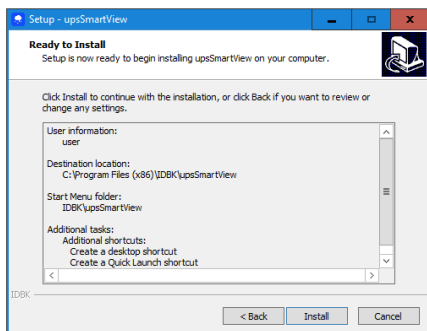 Setup - upsSmartView
Ready to Install
Setup is now ready to begin installing upsSmartView on your computer.
Click Install to continue with the installation, or click Back if you want to review or
change any settings.
User information:
user
Destination location:
C:\Program Files (x86)\IDBK\upsSmartView
Start Menu folder:
IDBK\upsSmartView
Additional tasks:
Additional shortcuts:
Create a desktop shortcut
Create a Quick Launch shortcut
IDBK
< Back
Install
Cancel